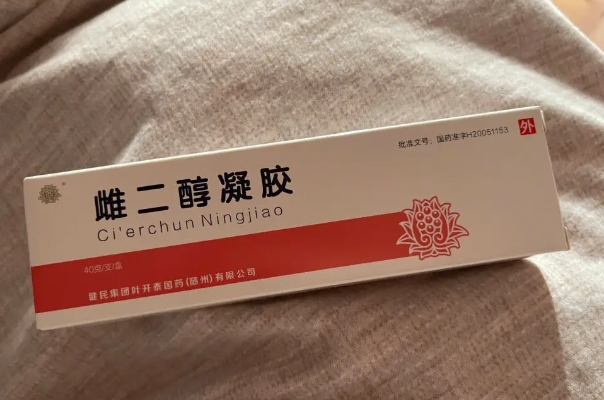 批准文号：国药准字H20051153
外
雌二醇凝胶
Ci'erchun Ningjiao
40克/支/盒
健民集团叶开泰国药(随州)有限公司